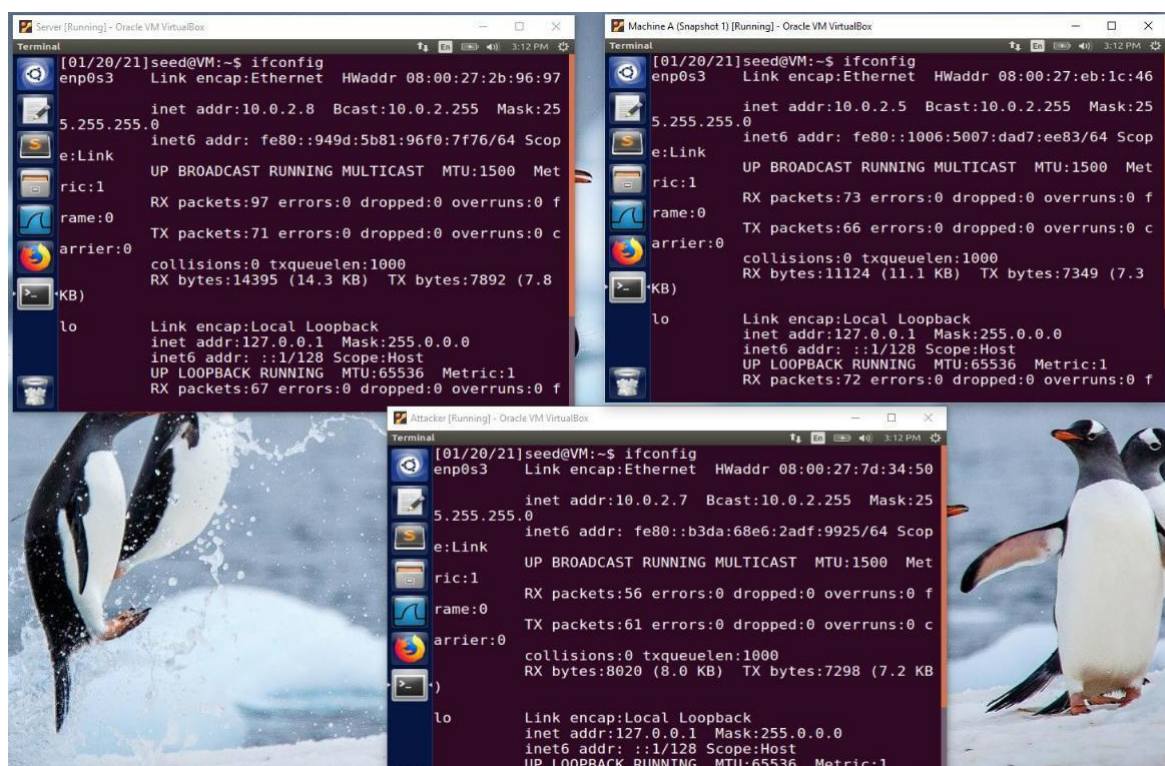 Server [Running] - Oracle VM VirtualBox
Terminal
En
3:12 PM
[01/20/21]seed@VM:~$ ifconfig
enp0s3 Link encap:Ethernet HWaddr 08:00:27:2b:96:97
inet addr:10.0.2.8 Bcast:10.0.2.255 Mask:25
5.255.255.0
inet6 addr: fe80::949d:5b81:96f0:7f76/64 Scop
e:Link
UP BROADCAST RUNNING MULTICAST MTU:1500 Met
ric:1
RX packets:97 errors:0 dropped:0 overruns:0 f
rame:0
TX packets:71 errors:0 dropped:0 overruns:0 c
arrier:0
collisions:0 txqueuelen:1000
RX bytes:14395 (14.3 KB) TX bytes:7892 (7.8
KB)
lo Link encap:Local Loopback
inet addr:127.0.0.1 Mask:255.0.0.0
inet6 addr: ::1/128 Scope:Host
UP LOOPBACK RUNNING MTU:65536 Metric:1
RX packets:67 errors:0 dropped:0 overruns:0 f
Machine A (Snapshot 1) [Running] - Oracle VM VirtualBox
Terminal
En
3:12 PM
[01/20/21]seed@VM:~$ ifconfig
enp0s3 Link encap:Ethernet HWaddr 08:00:27:eb:1c:46
inet addr:10.0.2.5 Bcast:10.0.2.255 Mask:25
5.255.255.0
inet6 addr: fe80::1006:5007:dad7:ee83/64 Scop
e:Link
UP BROADCAST RUNNING MULTICAST MTU:1500 Met
ric:1
RX packets:73 errors:0 dropped:0 overruns:0 f
rame:0
TX packets:66 errors:0 dropped:0 overruns:0 c
arrier:0
collisions:0 txqueuelen:1000
RX bytes:11124 (11.1 KB) TX bytes:7349 (7.3
KB)
lo Link encap:Local Loopback
inet addr:127.0.0.1 Mask:255.0.0.0
inet6 addr: ::1/128 Scope:Host
UP LOOPBACK RUNNING MTU:65536 Metric:1
RX packets:72 errors:0 dropped:0 overruns:0 f
Attacker [Running] - Oracle VM VirtualBox
Terminal
En
3:12 PM
[01/20/21]seed@VM:~$ ifconfig
enp0s3 Link encap:Ethernet HWaddr 08:00:27:7d:34:50
inet addr:10.0.2.7 Bcast:10.0.2.255 Mask:25
5.255.255.0
inet6 addr: fe80::b3da:68e6:2adf:9925/64 Scop
e:Link
UP BROADCAST RUNNING MULTICAST MTU:1500 Met
ric:1
RX packets:56 errors:0 dropped:0 overruns:0 f
rame:0
TX packets:61 errors:0 dropped:0 overruns:0 c
arrier:0
collisions:0 txqueuelen:1000
RX bytes:8020 (8.0 KB) TX bytes:7298 (7.2 KB
)
lo Link encap:Local Loopback
inet addr:127.0.0.1 Mask:255.0.0.0
inet6 addr: ::1/128 Scope:Host
UP LOOPBACK RUNNING MTU:65536 Metric:1